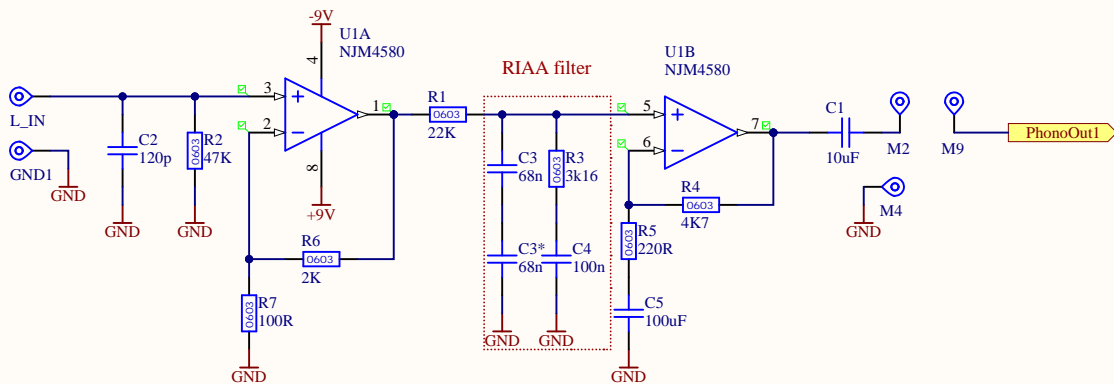 -9V
U1A
NJM4580
4
L_IN
GND1
GND
C2
120p
GND
R2
0603
47K
GND
3
2
1
8
+9V
GND
R6
0603
2K
R7
0603
100R
GND
R1
0603
22K
RIAA filter
C3
68n
R3
0603
3k16
C3*
68n
C4
100n
GND
GND
U1B
NJM4580
5
6
7
R4
0603
4K7
R5
0603
220R
C5
100uF
GND
C1
10uF
M2
M9
PhonoOut1
M4
GND